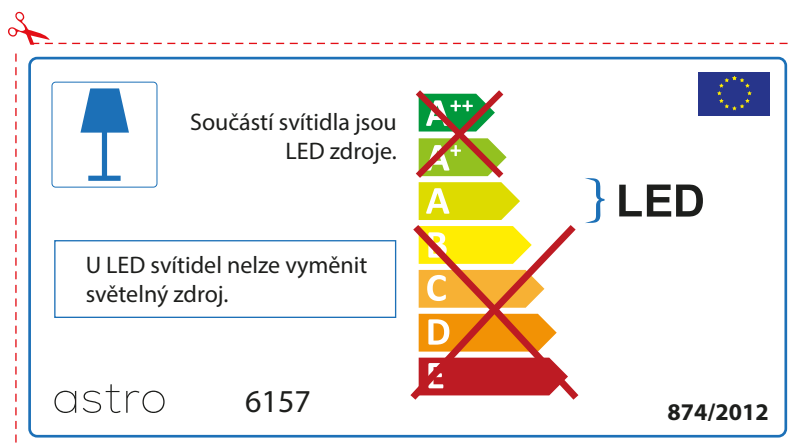 Součástí svítidla jsou
LED zdroje.
A++
A+
A
B
C
D
E
LED
U LED svítidel nelze vyměnit
světelný zdroj.
astro
6157
874/2012